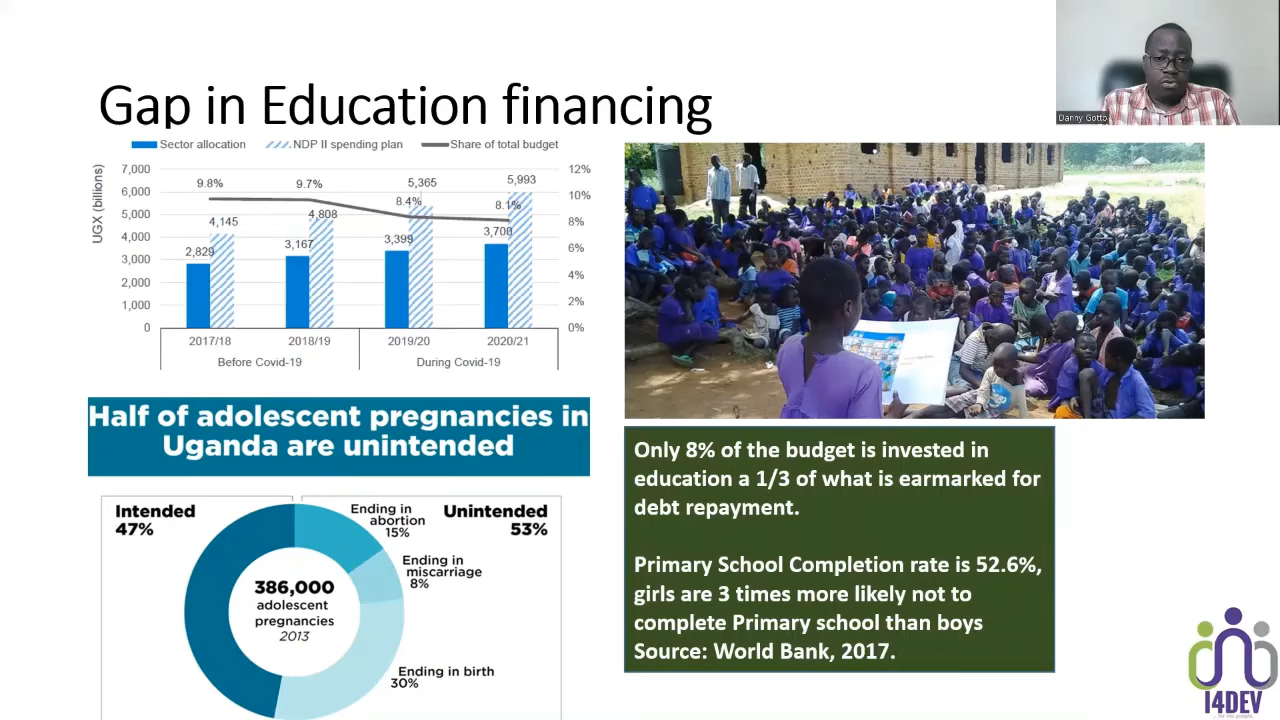 Danny Gotto
Gap in Education financing
Sector allocation NDP II spending plan Share of total budget
UGX (billions)
7,000 12%
6,000 10%
5,000 8%
4,000 6%
3,000 4%
2,000 2%
1,000
0 0%
9.8% 9.7% 8.4% 8.1%
4,145 4,808 5,365 5,993
2,829 3,167 3,399 3,700
2017/18 2018/19 2019/20 2020/21
Before Covid-19 During Covid-19
Half of adolescent pregnancies in
Uganda are unintended
Intended
47%
Unintended
53%
Ending in
abortion
15%
Ending in
miscarriage
8%
Ending in birth
30%
386,000
adolescent
pregnancies
2013
Only 8% of the budget is invested in
education a 1/3 of what is earmarked for
debt repayment.
Primary School Completion rate is 52.6%,
girls are 3 times more likely not to
complete Primary school than boys
Source: World Bank, 2017.
I4DEV
... for the people.